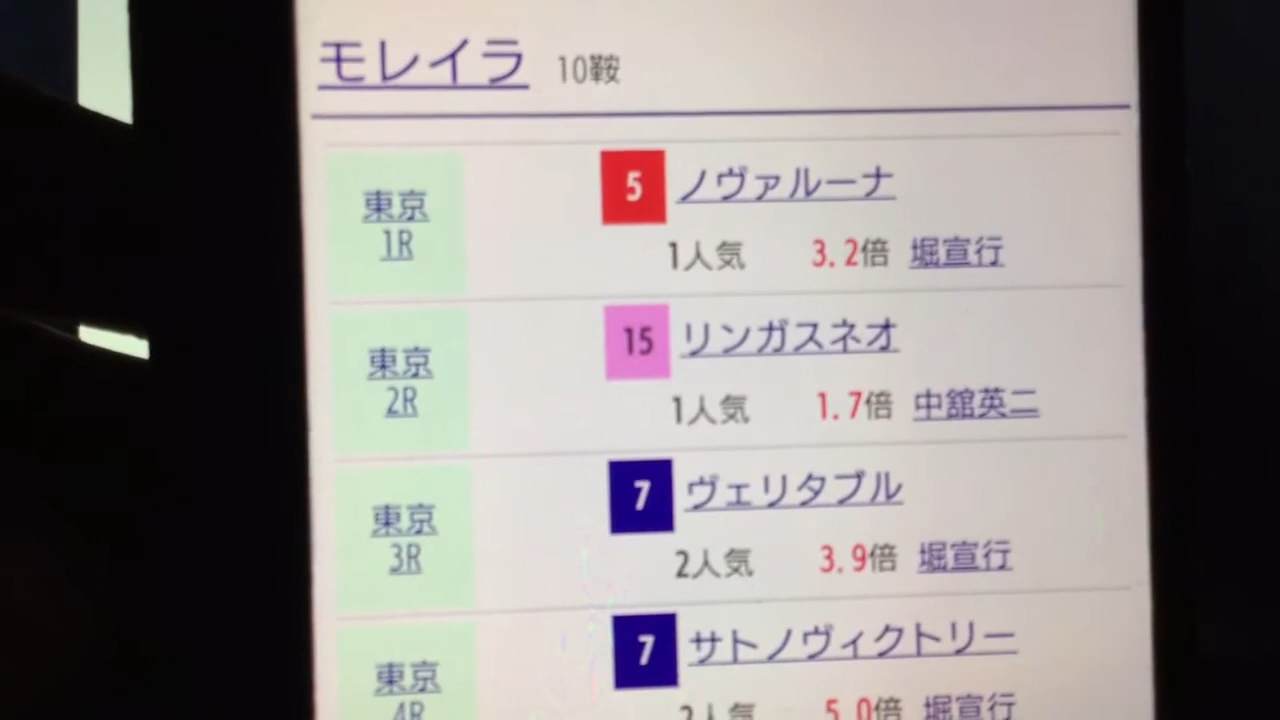 モレイラ 10鞍
東京 1R
5 ノヴァルーナ
1人気 3.2倍 堀宣行
東京 2R
15 リンガスネオ
1人気 1.7倍 中舘英二
東京 3R
7 ヴェリタブル
2人気 3.9倍 堀宣行
東京 4R
7 サトノヴィクトリー
2人気 5.0倍 堀宣行